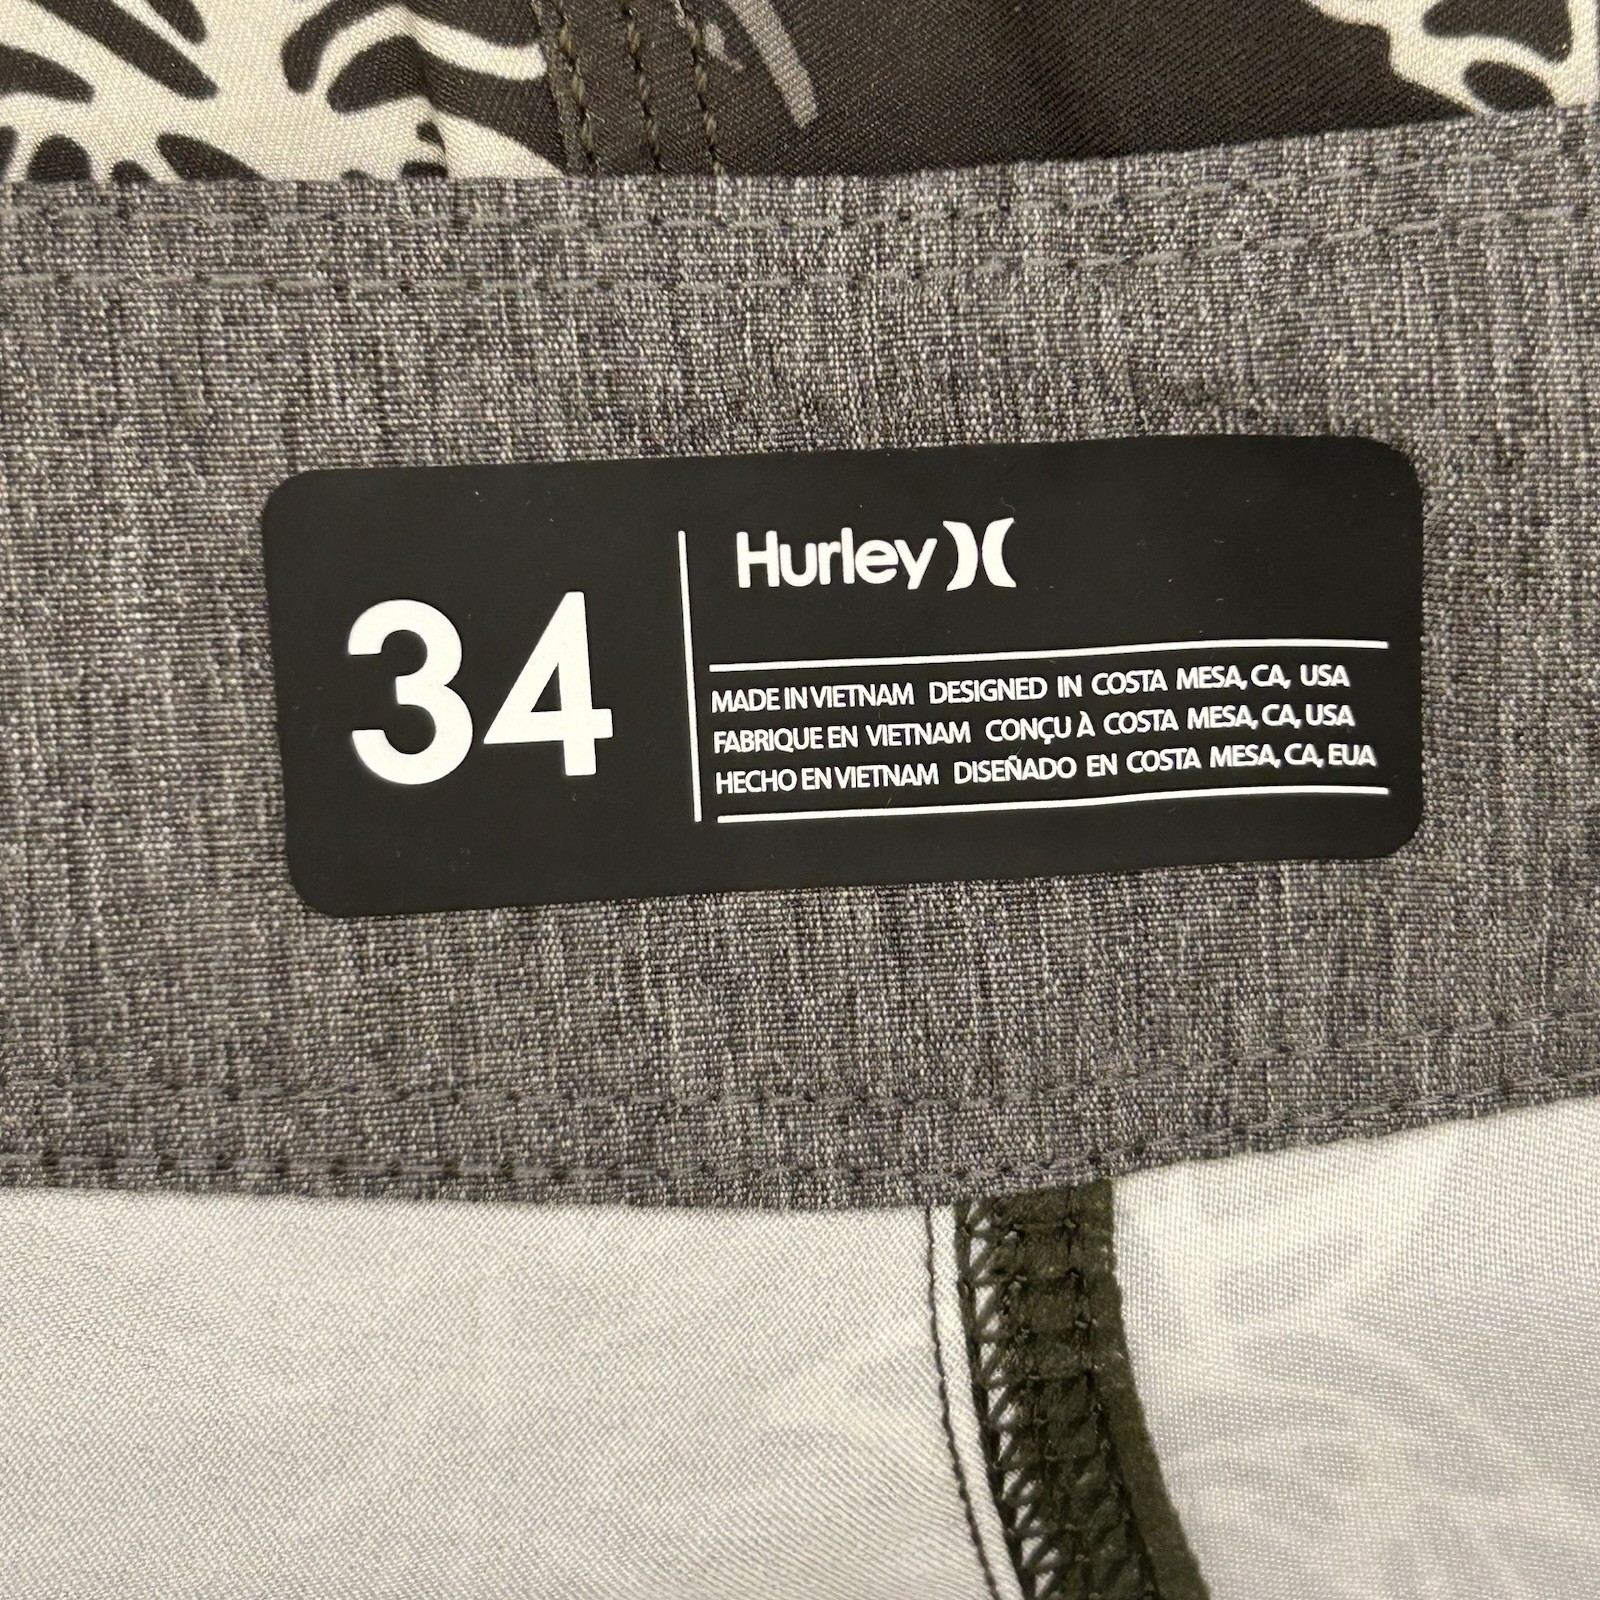 34
Hurley
MADE IN VIETNAM DESIGNED IN COSTA MESA, CA, USA
FABRIQUE EN VIETNAM CONÇU À COSTA MESA, CA, USA
HECHO EN VIETNAM DISEÑADO EN COSTA MESA, CA, EUA